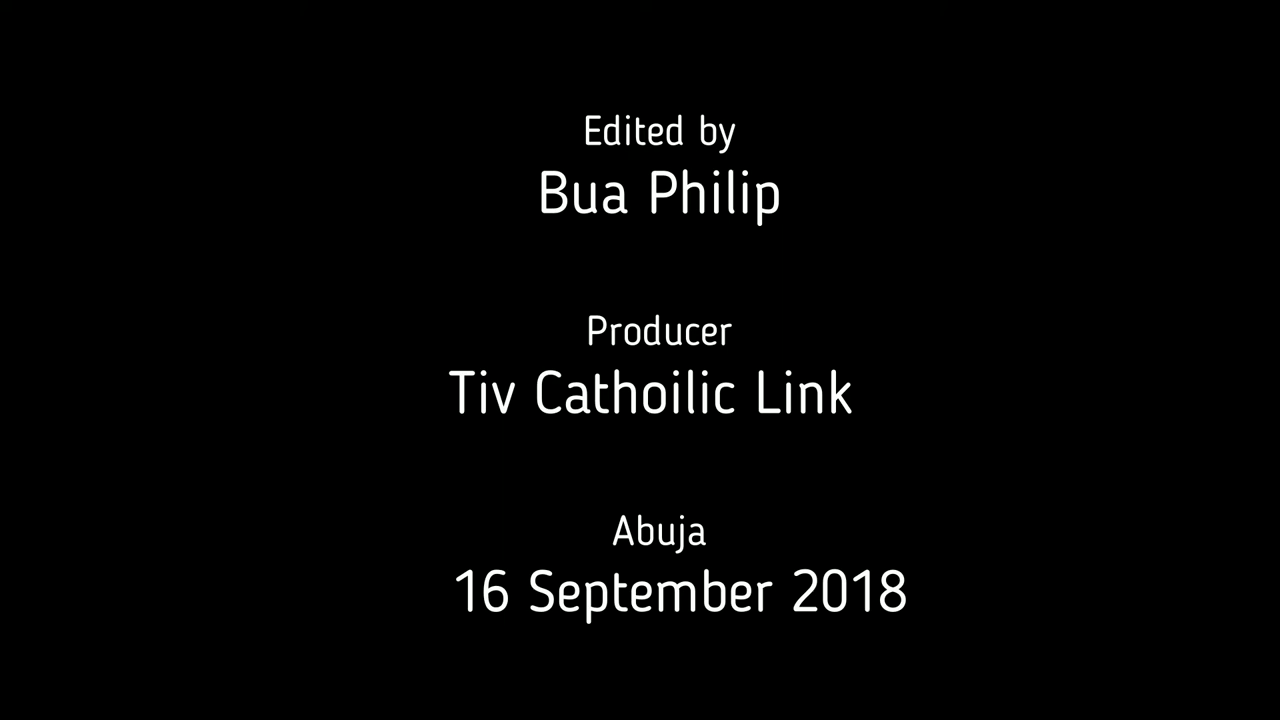 Edited by
Bua Philip
Producer
Tiv Cathoilic Link
Abuja
16 September 2018